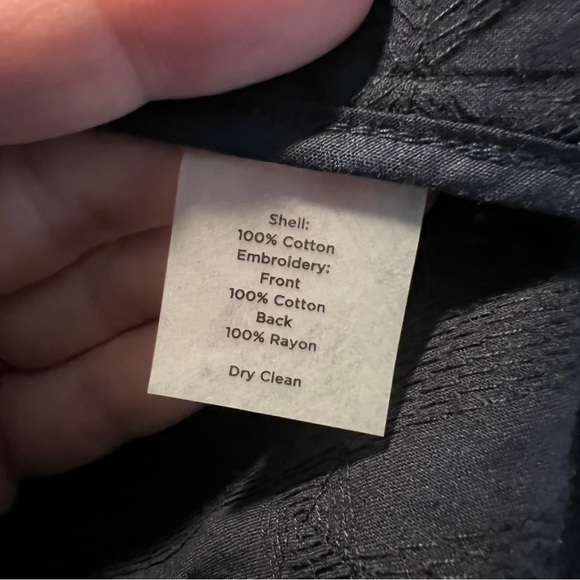 Shell:
100% Cotton
Embroidery:
Front
100% Cotton
Back
100% Rayon
Dry Clean